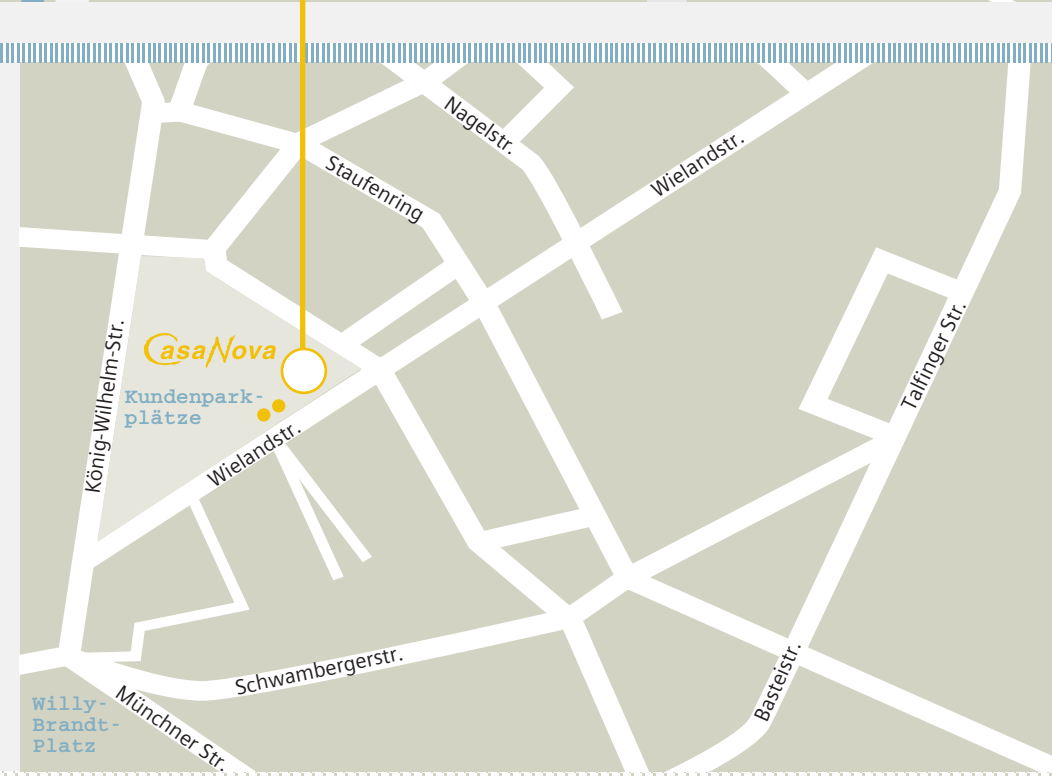 Nagelstr.
Staufenring
Wielandstr.
König-Wilhelm-Str.
CasaNova
Kundenpark-
plätze
Wielandstr.
Talfinger Str.
Schwambergerstr.
Basteistr.
Münchner Str.
Willy-
Brandt-
Platz